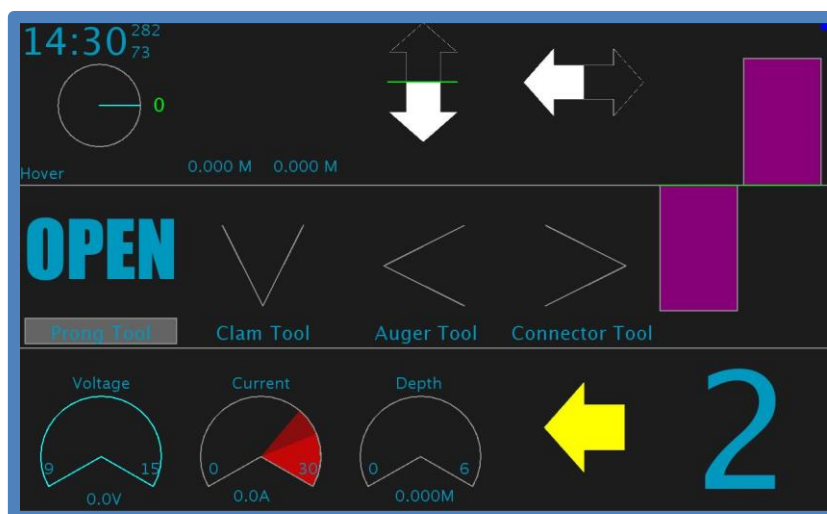 14:30 282
73
0
Hover 0.000 M 0.000 M
OPEN
Prong Tool Clam Tool Auger Tool Connector Tool
Voltage Current Depth
9 15 0 30 0 6
0.0V 0.0A 0.000M
2